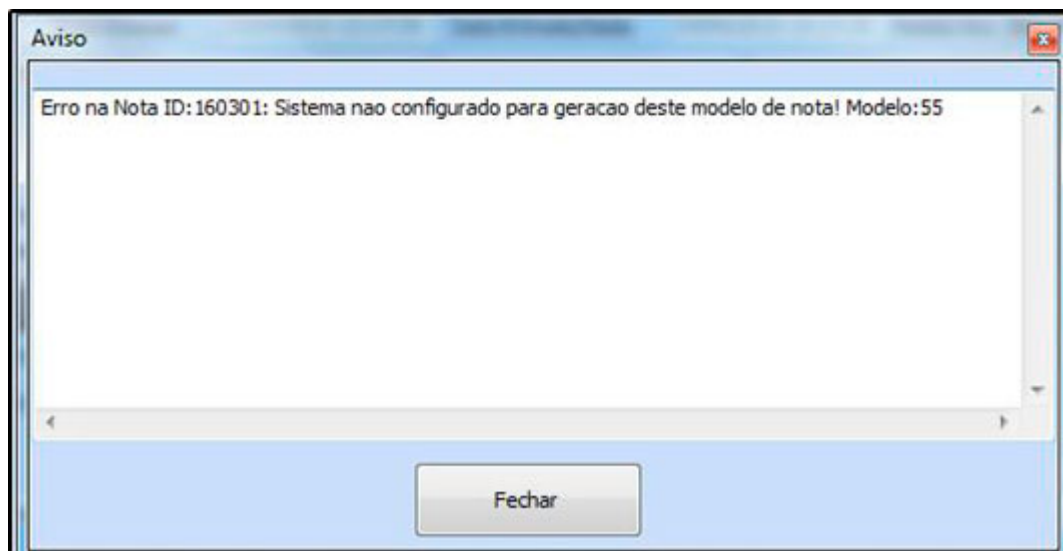 Aviso
Erro na Nota ID:160301: Sistema nao configurado para geracao deste modelo de nota! Modelo:55
Fechar